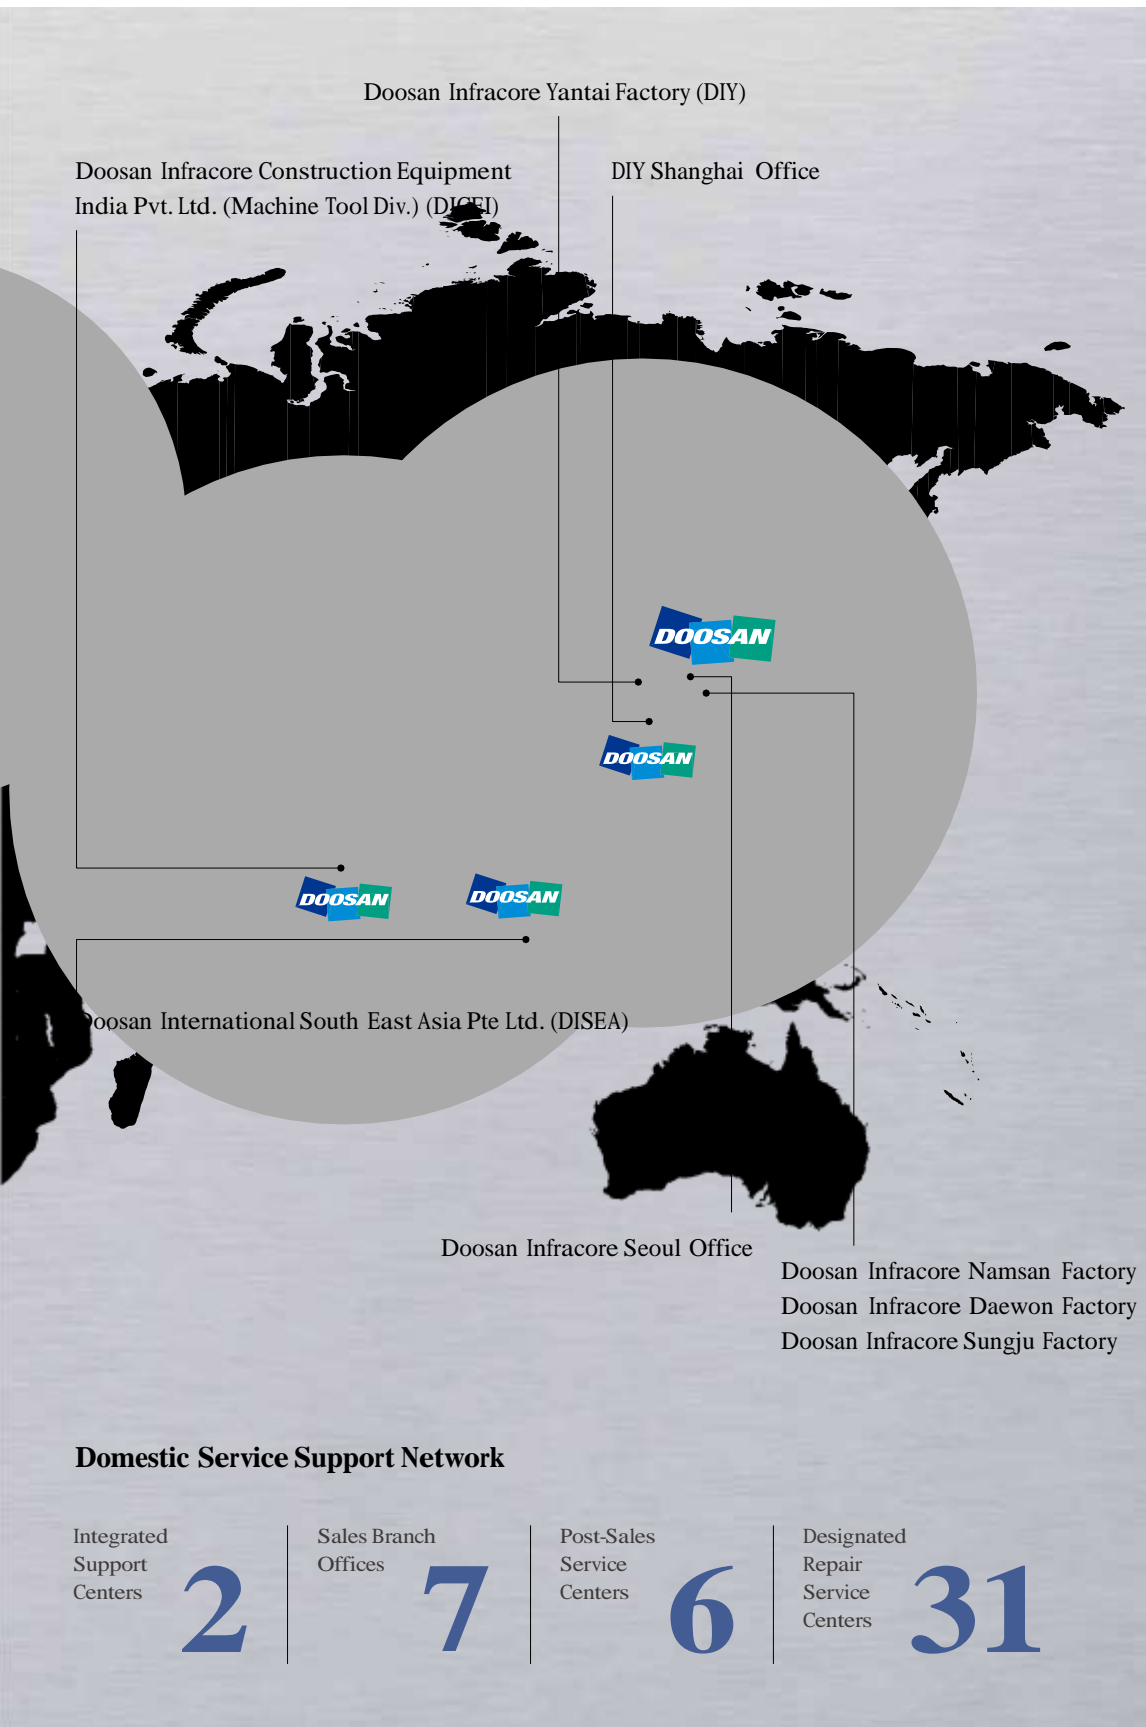 Doosan Infracore Yantai Factory (DIY)
Doosan Infracore Construction Equipment
India Pvt. Ltd. (Machine Tool Div.) (DICEI)
DIY Shanghai Office
DOOSAN
DOOSAN
DOOSAN
DOOSAN
Doosan International South East Asia Pte Ltd. (DISEA)
Doosan Infracore Seoul Office
Doosan Infracore Namsan Factory
Doosan Infracore Daewon Factory
Doosan Infracore Sungju Factory
Domestic Service Support Network
Integrated
Support
Centers
2
Sales Branch
Offices
7
Post-Sales
Service
Centers
6
Designated
Repair
Service
Centers
31